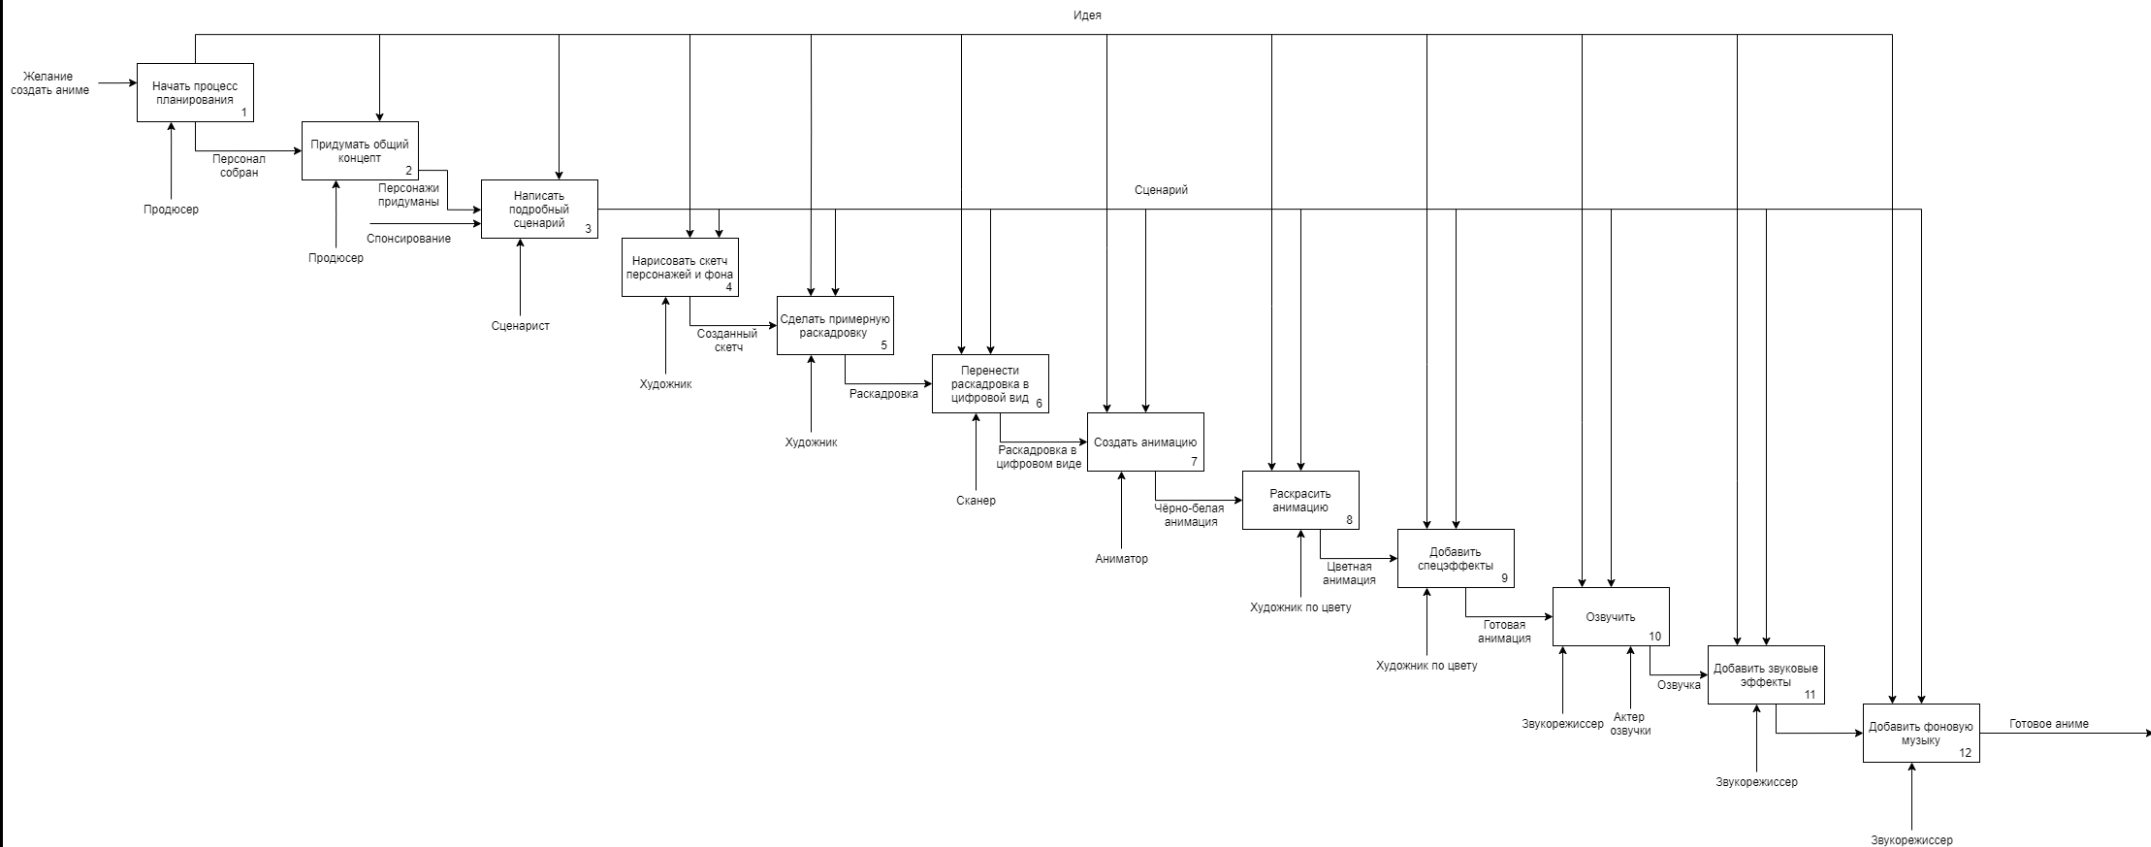 Идея
Желание
создать аниме
Начать процесс
планирования
1
Продюсер
Персонал
собран
Придумать общий
концепт
2
Продюсер
Персонажи
придуманы
Спонсирование
Написать
подробный
сценарий
3
Сценарист
Сценарий
Нарисовать скетч
персонажей и фона
4
Художник
Созданный
скетч
Сделать примерную
раскадровку
5
Художник
Раскадровка
Перенести
раскадровка в
цифровой вид
6
Сканер
Раскадровка в
цифровом виде
Создать анимацию
7
Аниматор
Чёрно-белая
анимация
Раскрасить
анимацию
8
Художник по цвету
Цветная
анимация
Добавить
спецэффекты
9
Художник по цвету
Готовая
анимация
Озвучить
10
Звукорежиссер
Актер
озвучки
Озвучка
Добавить звуковые
эффекты
11
Звукорежиссер
Добавить фоновую
музыку
12
Звукорежиссер
Готовое аниме